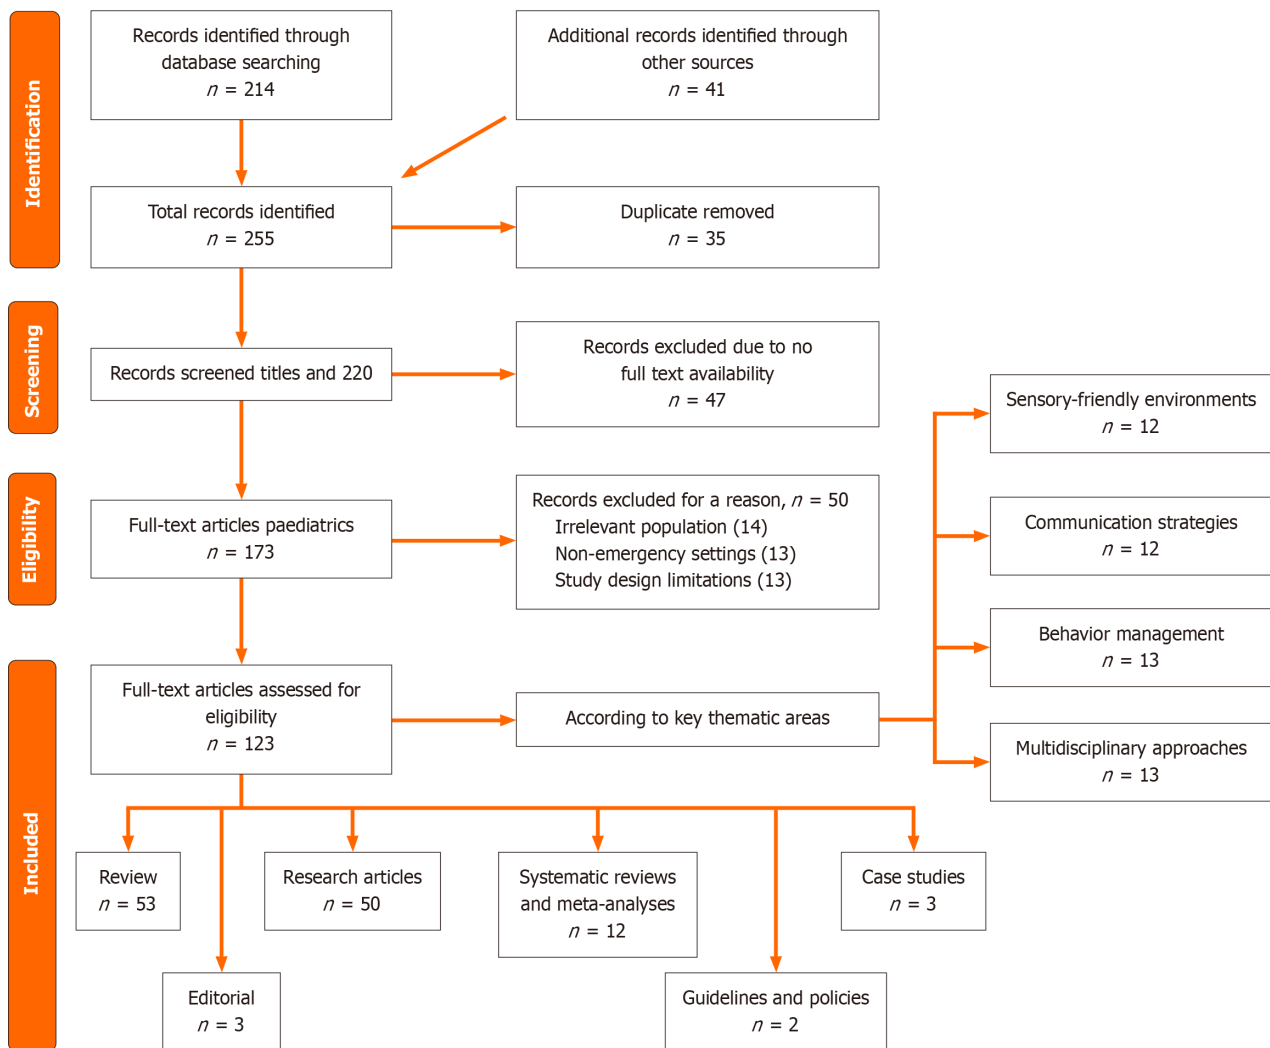 Identification
Records identified through
database searching
n = 214
Additional records identified through
other sources
n = 41
Total records identified
n = 255
Duplicate removed
n = 35
Screening
Records screened titles and 220
Records excluded due to no
full text availability
n = 47
Eligibility
Full-text articles paediatrics
n = 173
Records excluded for a reason, n = 50
Irrelevant population (14)
Non-emergency settings (13)
Study design limitations (13)
Included
Full-text articles assessed for
eligibility
n = 123
According to key thematic areas
Sensory-friendly environments
n = 12
Communication strategies
n = 12
Behavior management
n = 13
Multidisciplinary approaches
n = 13
Review
n = 53
Research articles
n = 50
Systematic reviews
and meta-analyses
n = 12
Case studies
n = 3
Editorial
n = 3
Guidelines and policies
n = 2